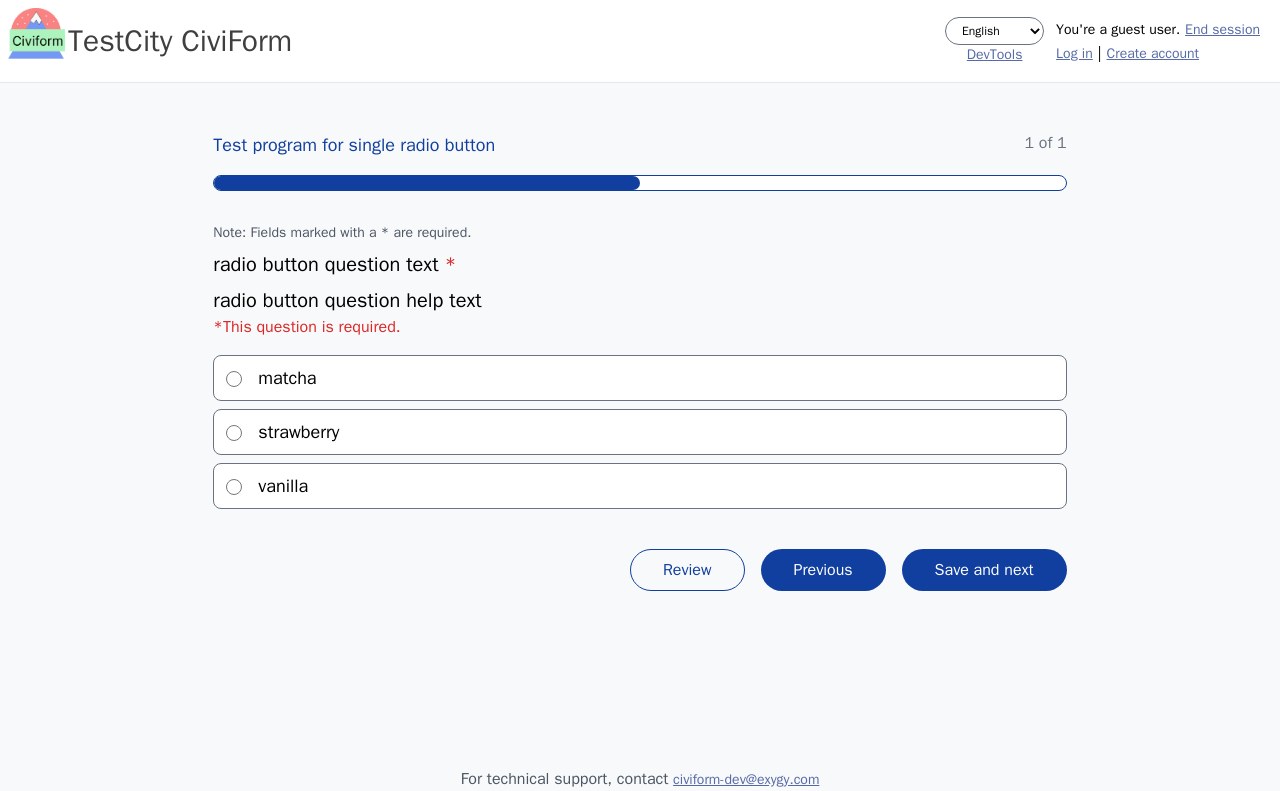 Civiform
TestCity CiviForm
English
DevTools
You're a guest user. End session
Log in | Create account
Test program for single radio button
1 of 1
Note: Fields marked with a * are required.
radio button question text *
radio button question help text
*This question is required.
matcha
strawberry
vanilla
Review
Previous
Save and next
For technical support, contact civiform-dev@exygy.com